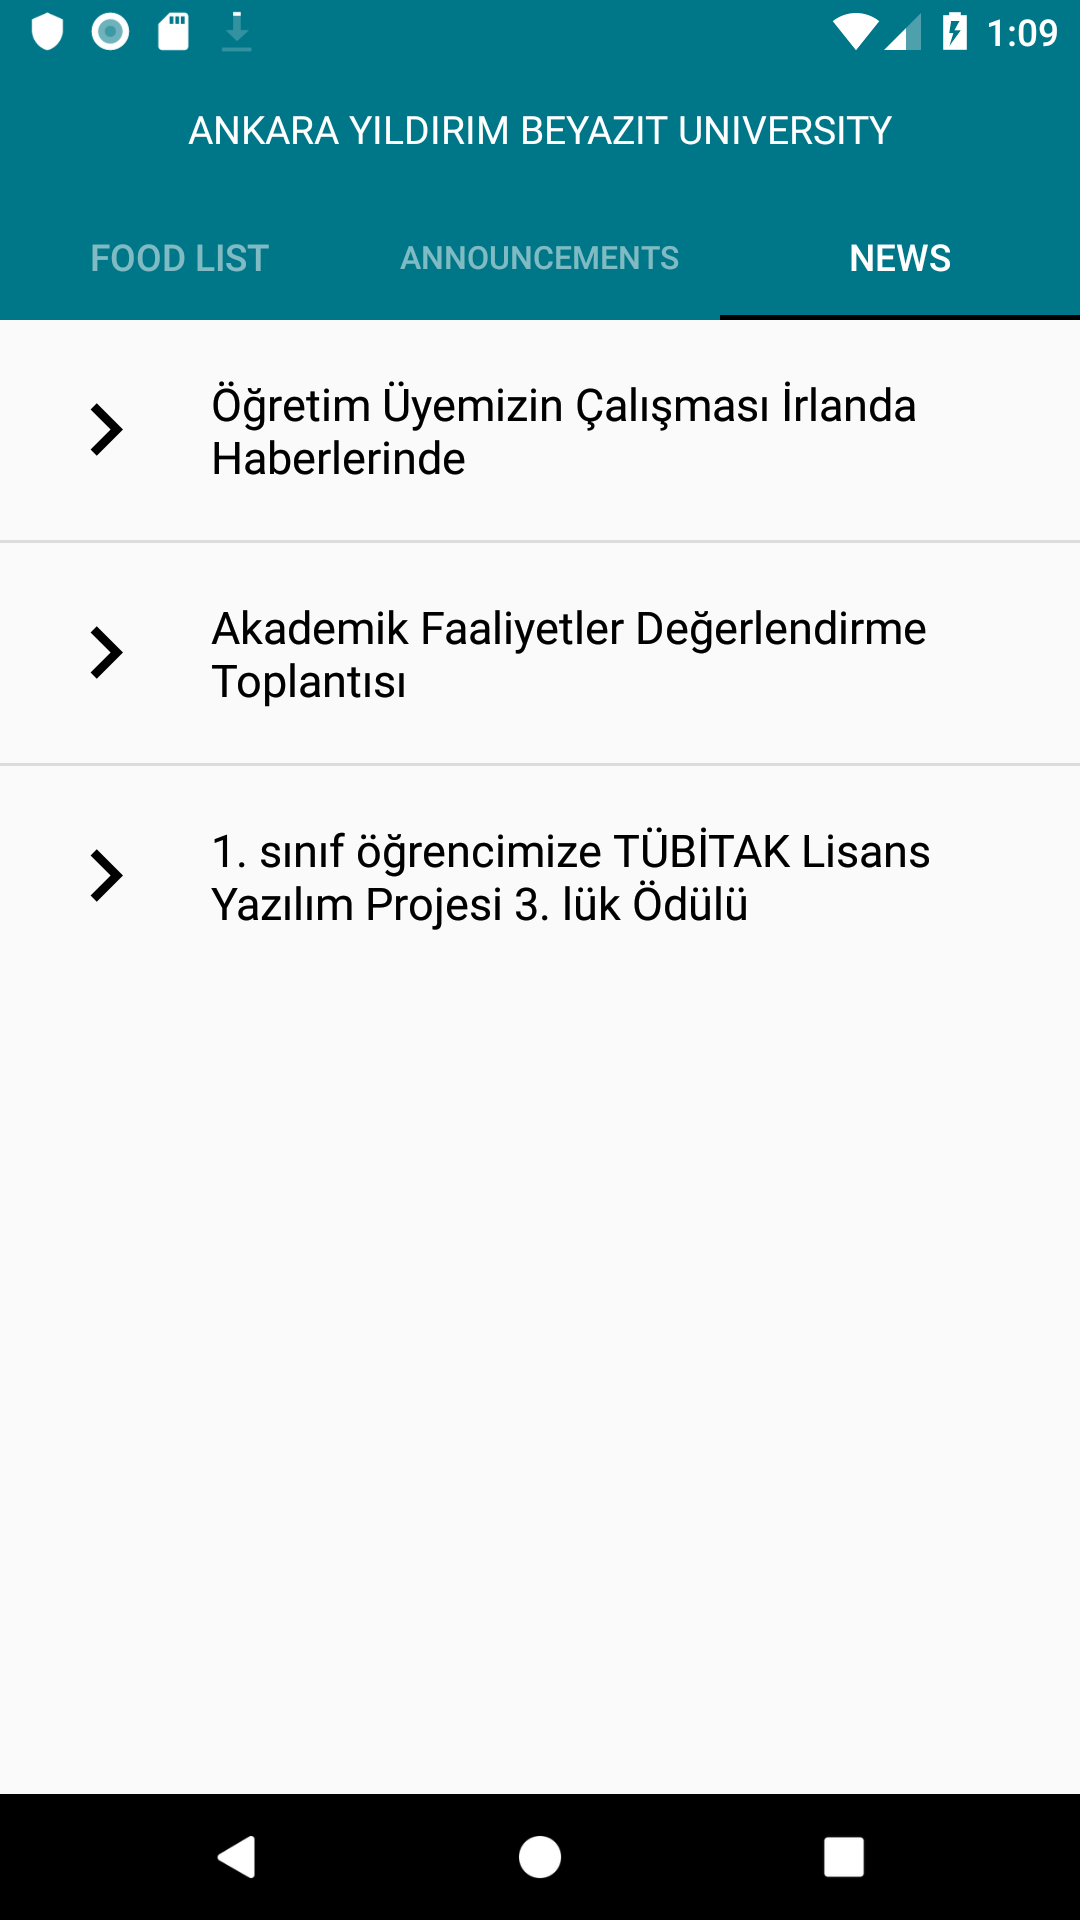 1:09
ANKARA YILDIRIM BEYAZIT UNIVERSITY
FOOD LIST
ANNOUNCEMENTS
NEWS
Öğretim Üyemizin Çalışması İrlanda
Haberlerinde
Akademik Faaliyetler Değerlendirme
Toplantısı
1. sınıf öğrencimize TÜBİTAK Lisans
Yazılım Projesi 3. lük Ödülü